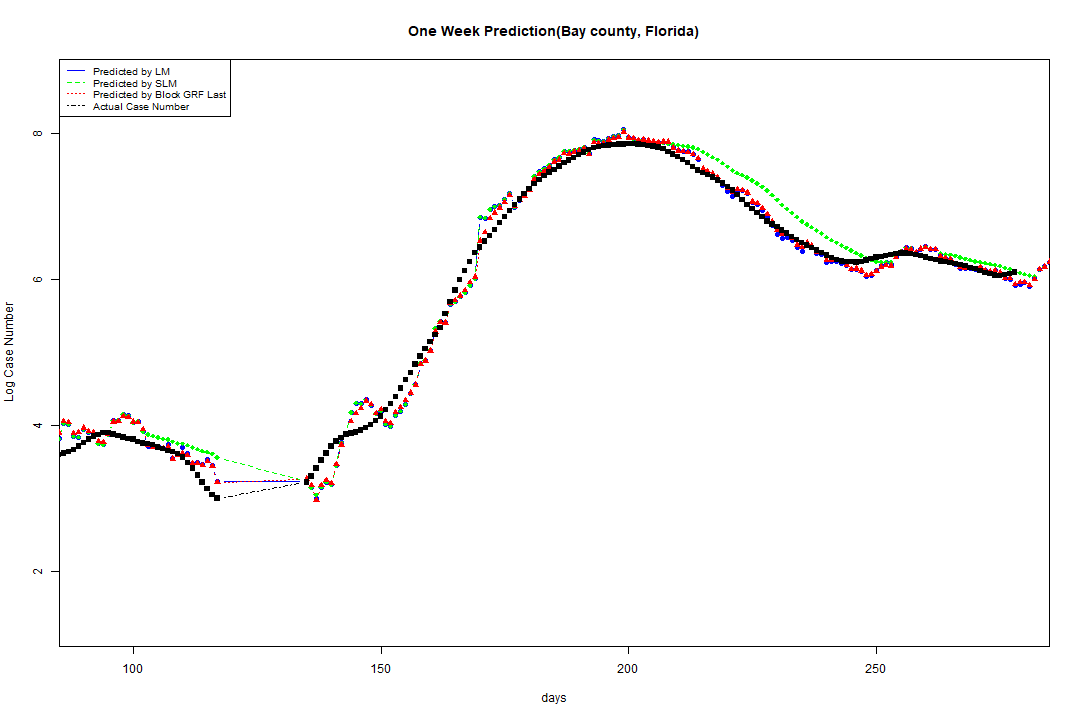 One Week Prediction(Bay county, Florida)
Predicted by LM
Predicted by SLM
Predicted by Block GRF Last
Actual Case Number
8
6
4
2
Log Case Number
100 150 200 250
days